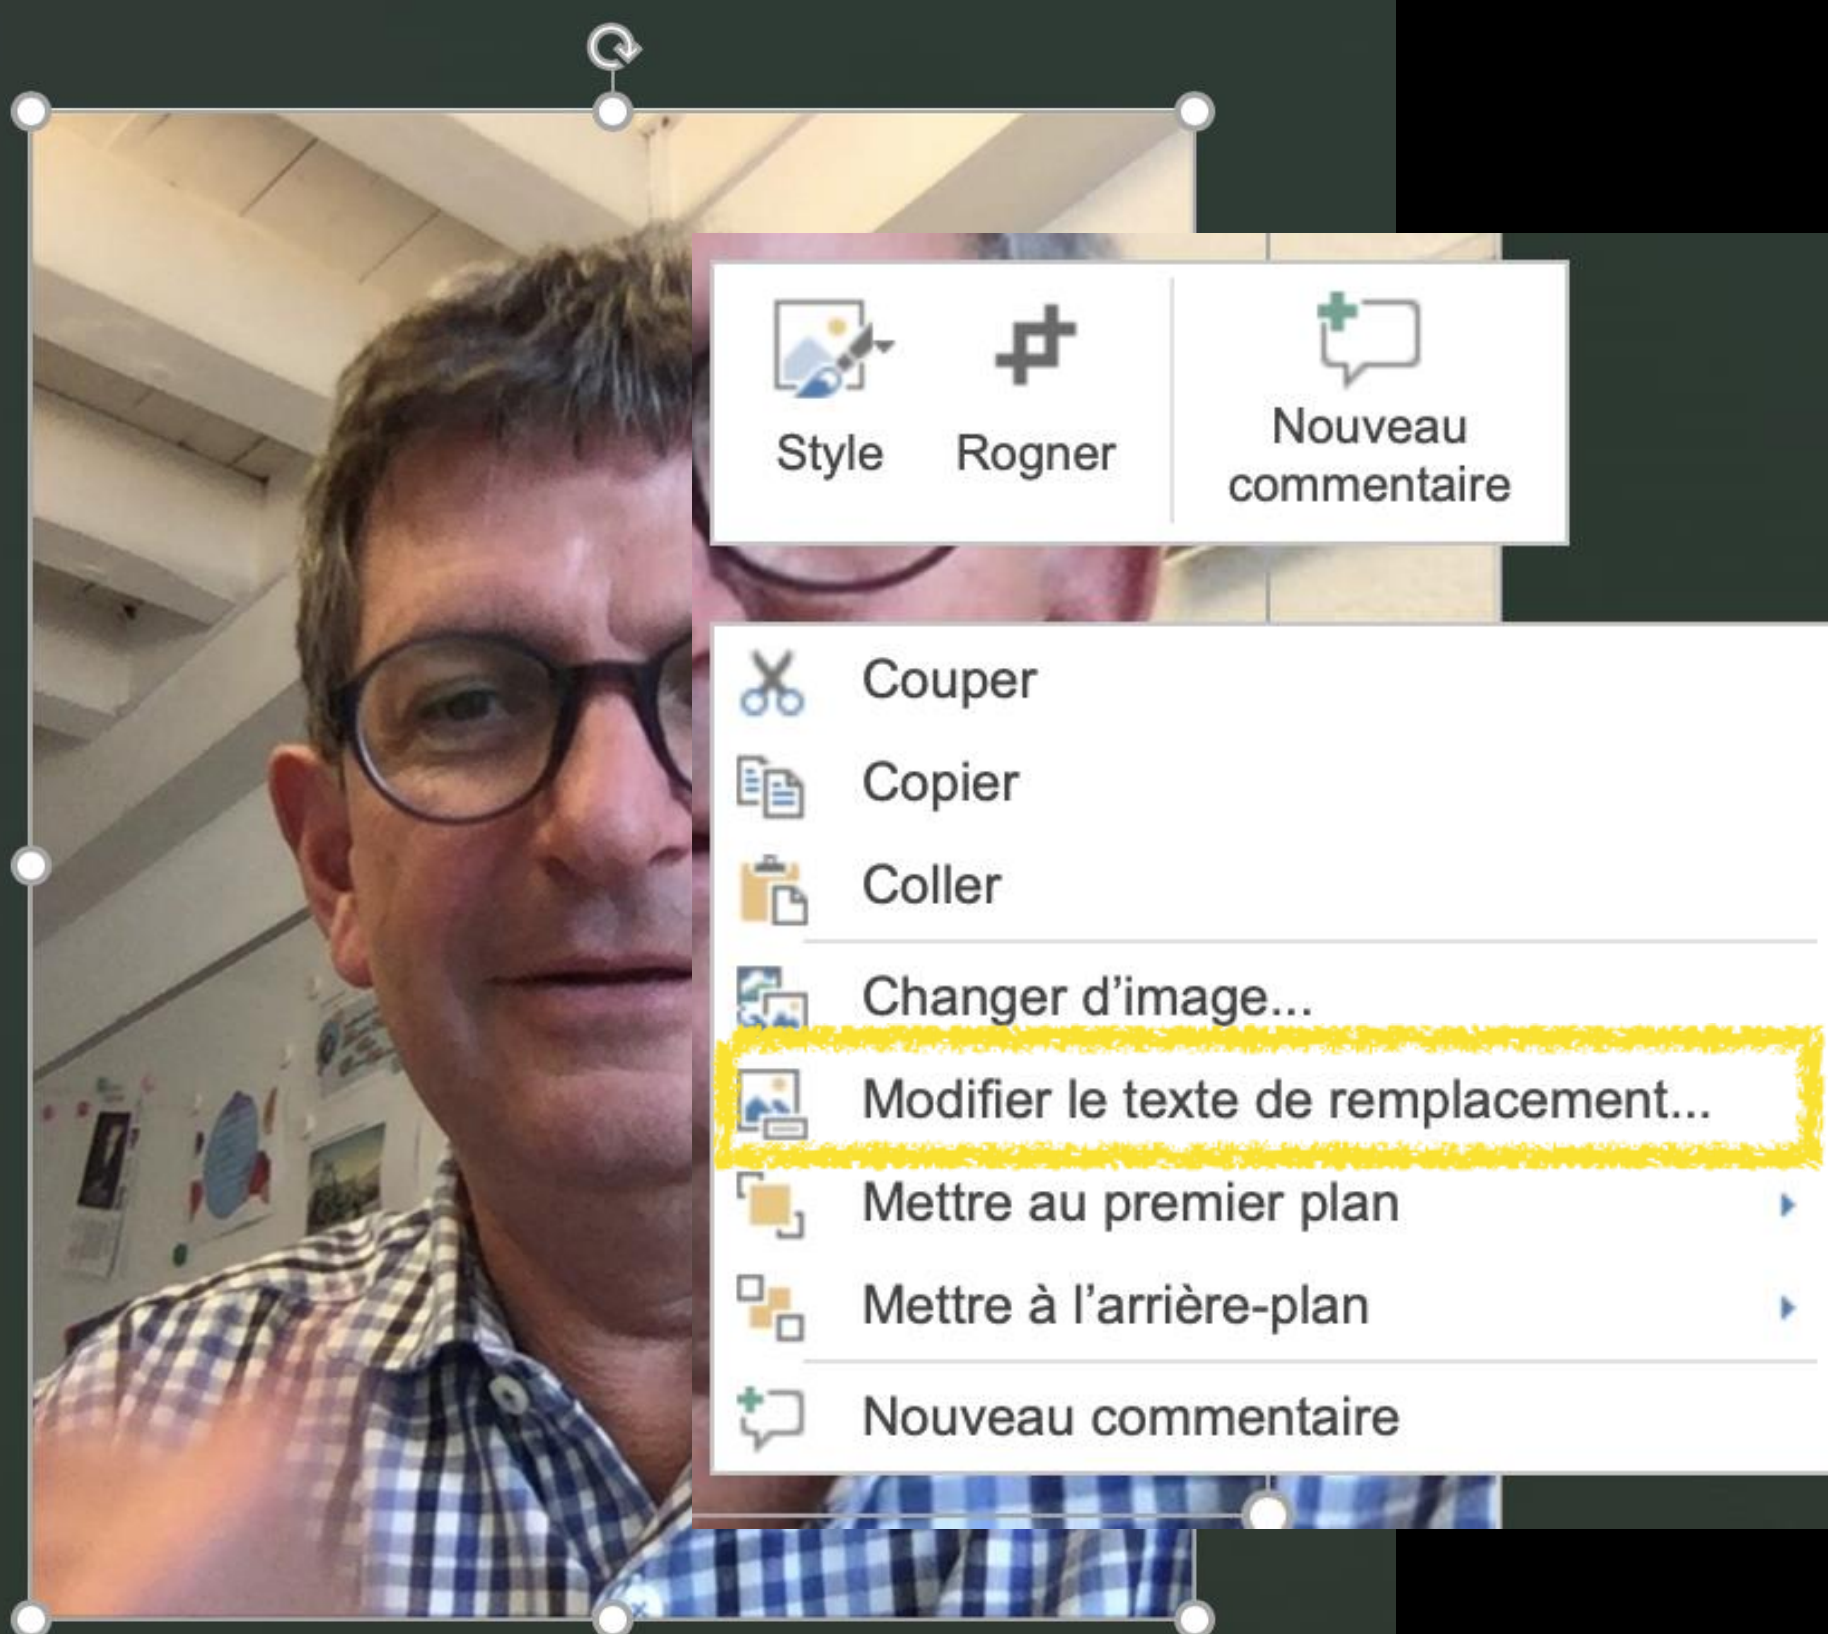 Style
Rogner
Nouveau
commentaire
Couper
Copier
Coller
Changer d’image...
Modifier le texte de remplacement...
Mettre au premier plan
Mettre à l’arrière-plan
Nouveau commentaire